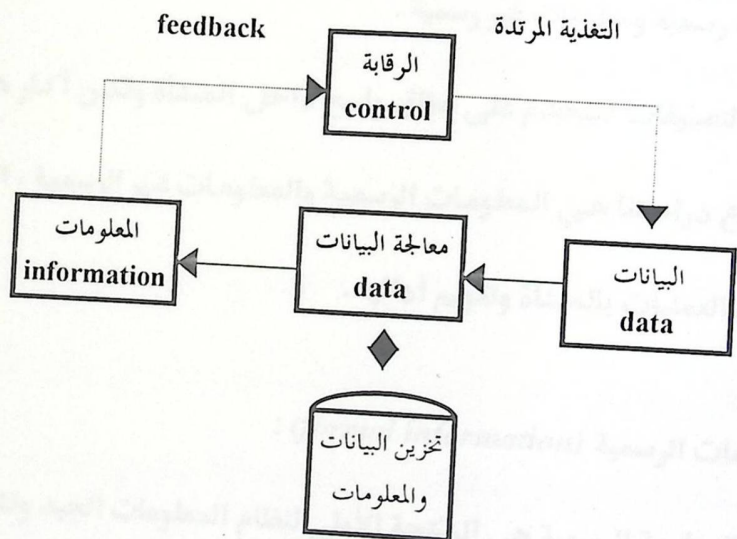 feedback
التغذية المرتدة
الرقابة
control
المعلومات
information
معالجة البيانات
data
البيانات
data
تخزين البيانات
والمعلومات